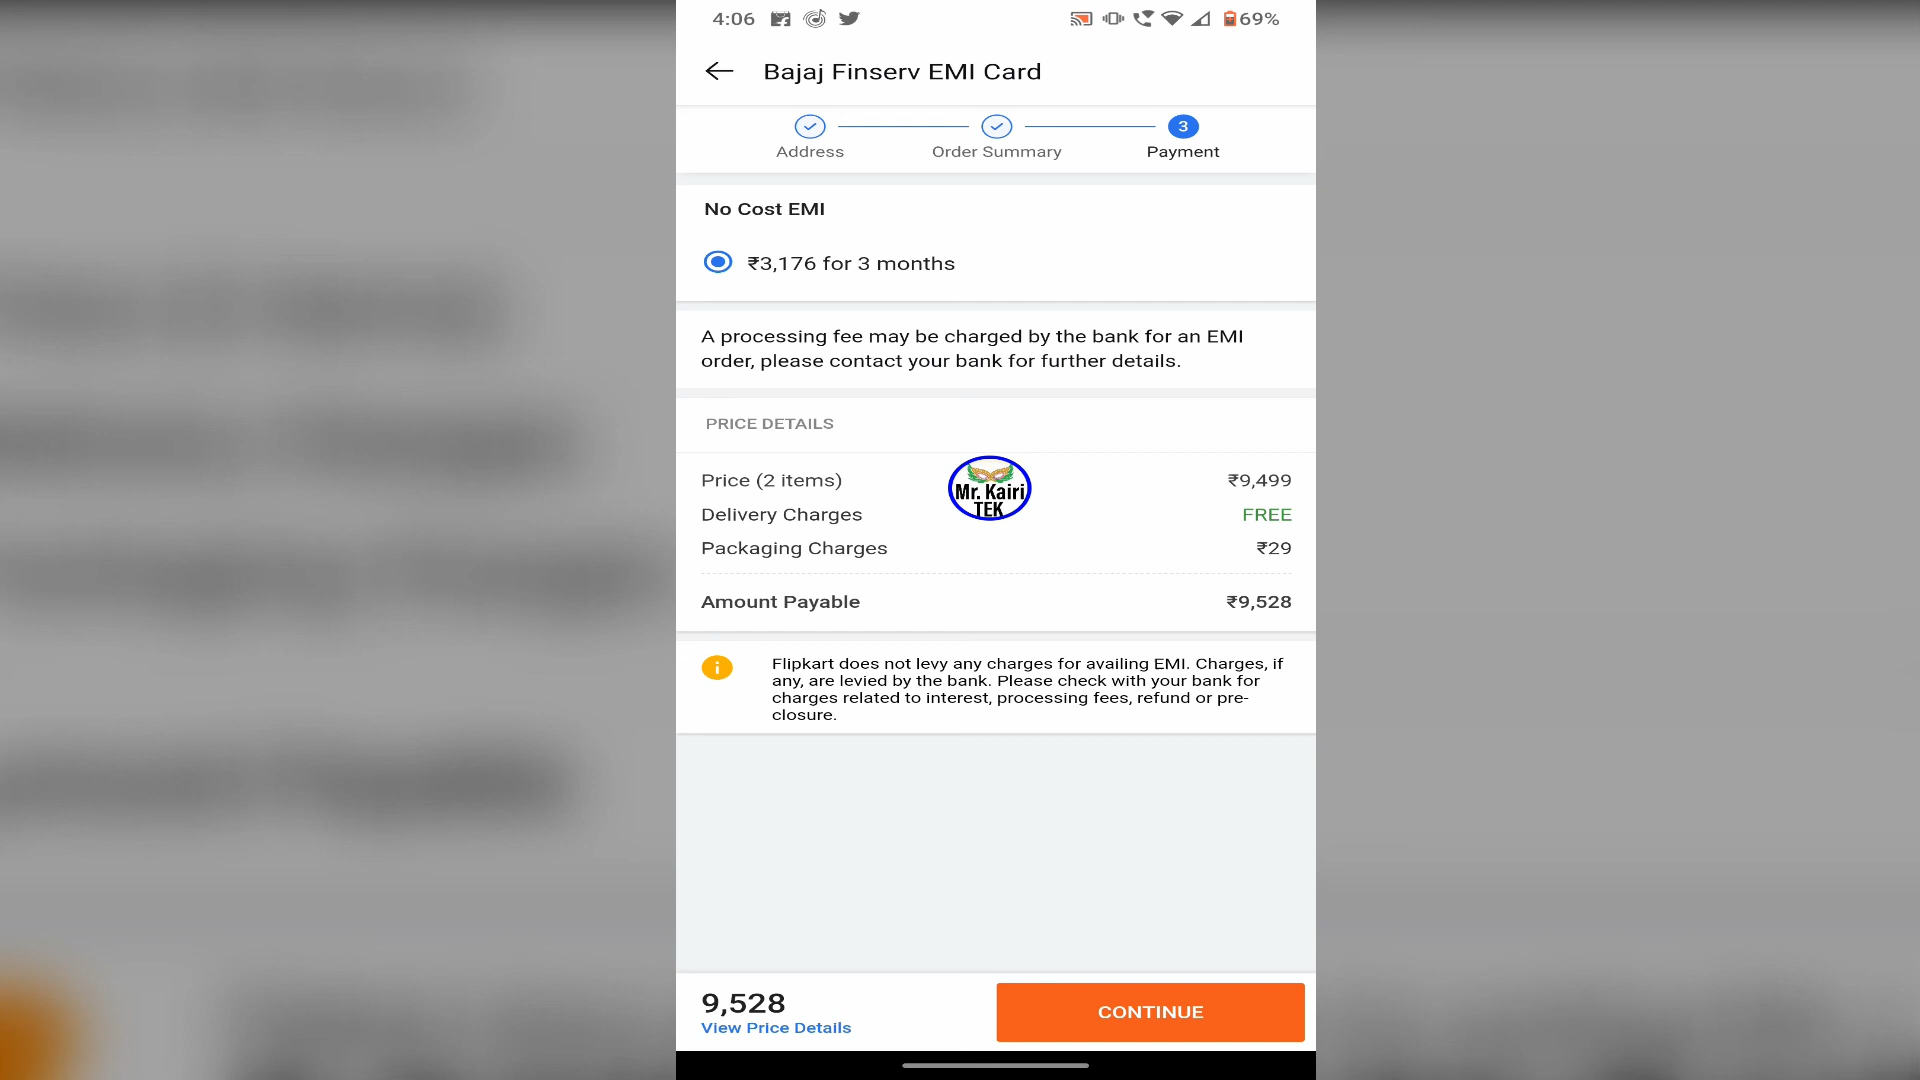 4:06
69%
Bajaj Finserv EMI Card
3
Address
Order Summary
Payment
No Cost EMI
₹3,176 for 3 months
A processing fee may be charged by the bank for an EMI
order, please contact your bank for further details.
PRICE DETAILS
Price (2 items)
₹9,499
Mr. Kairi
TEK
Delivery Charges
FREE
Packaging Charges
₹29
Amount Payable
₹9,528
Flipkart does not levy any charges for availing EMI. Charges, if
any, are levied by the bank. Please check with your bank for
charges related to interest, processing fees, refund or pre-
closure.
9,528
View Price Details
CONTINUE